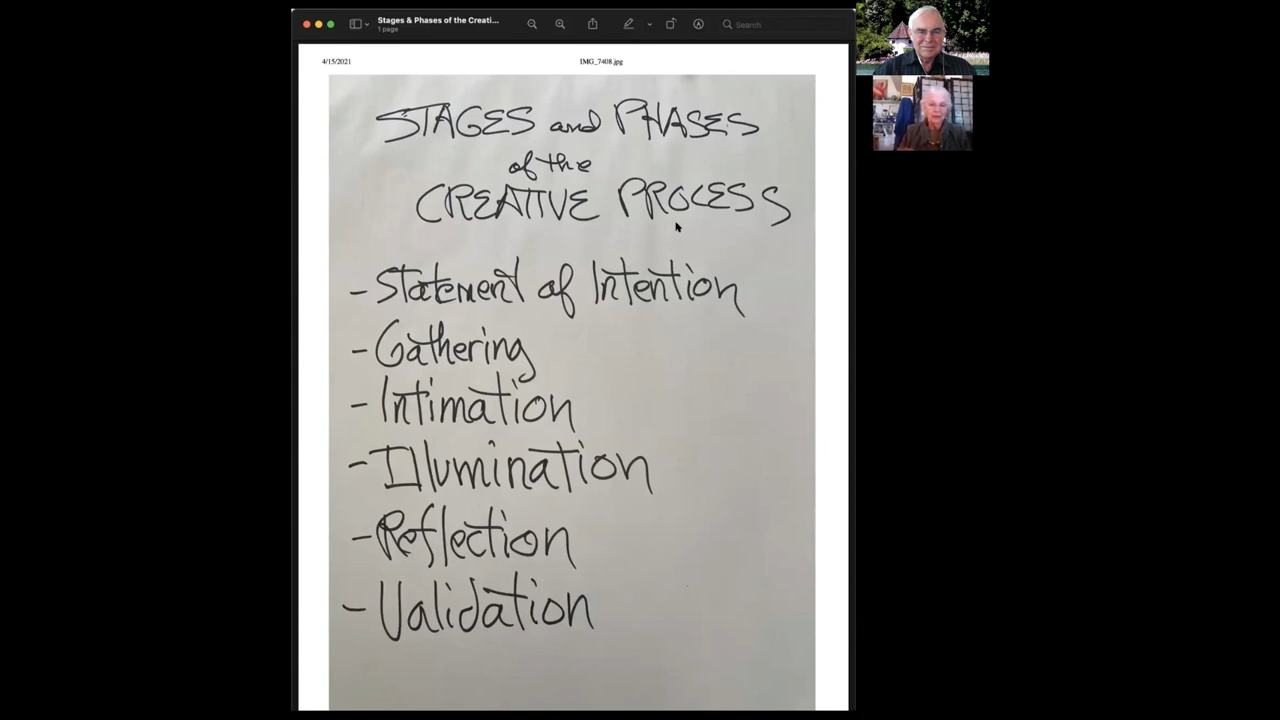 Stages & Phases of the Creati...
1 page
Search
4/15/2021
IMG_7408.jpg
STAGES and PHASES
of the
CREATIVE PROCESS
- Statement of Intention
- Gathering
- Intimation
- Illumination
- Reflection
- Validation